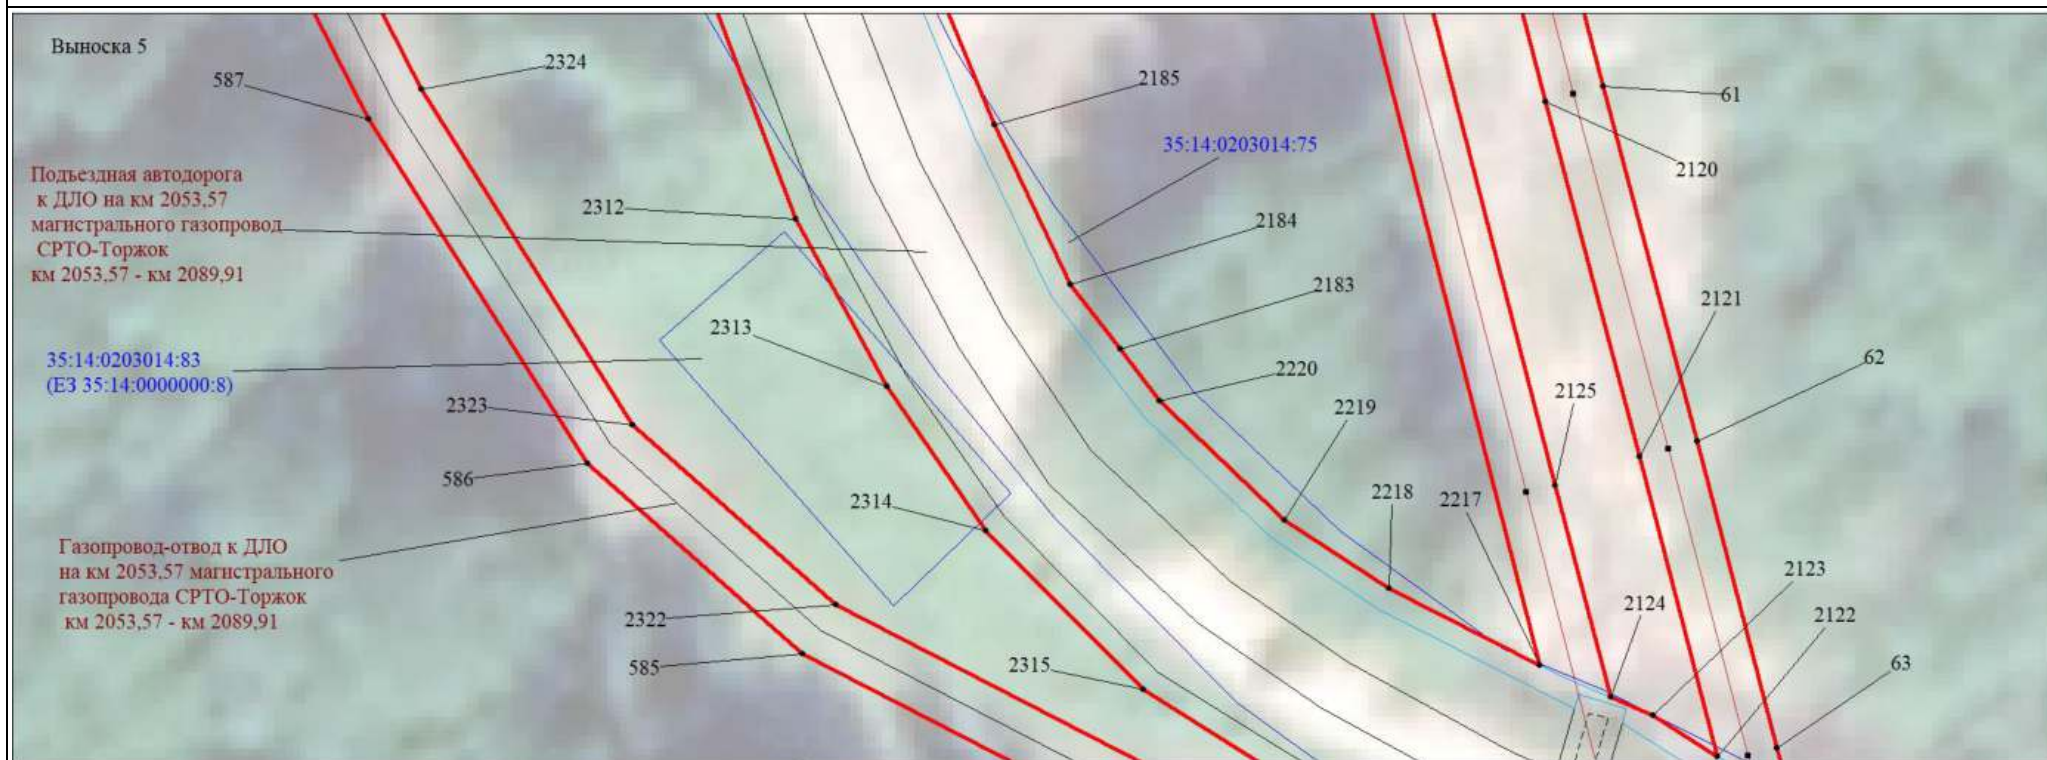 Выноска 5
587
2324
2185
61
35:14:0203014:75
2120
Подъездная автодорога
к ДЛО на км 2053,57
магистрального газопровод
СРТО-Торжок
км 2053,57 - км 2089,91
2312
2184
2183
2121
2313
35:14:0203014:83
(ЕЗ 35:14:0000000:8)
62
2220
2323
2219
2125
586
2314
2218
2217
Газопровод-отвод к ДЛО
на км 2053,57 магистрального
газопровода СРТО-Торжок
км 2053,57 - км 2089,91
2123
2124
2122
2322
585
2315
63